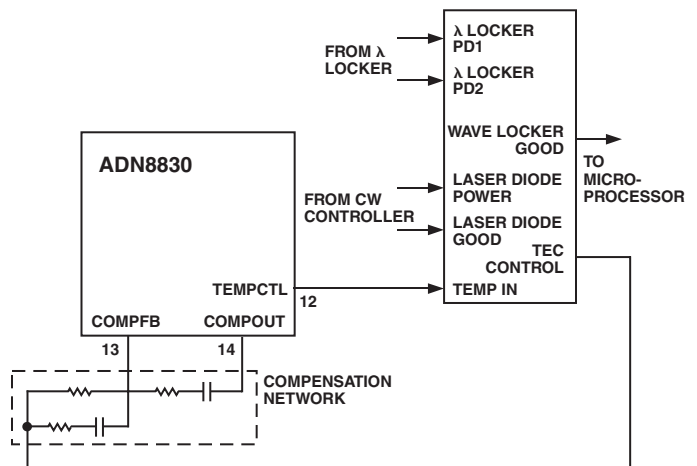 λ LOCKER
PD1
FROM λ
LOCKER
λ LOCKER
PD2
WAVE LOCKER
GOOD
TO
MICRO-
PROCESSOR
ADN8830
FROM CW
CONTROLLER
LASER DIODE
POWER
LASER DIODE
GOOD
TEC
CONTROL
TEMPCTL
12
TEMP IN
COMPFB
COMPOUT
13
14
COMPENSATION
NETWORK